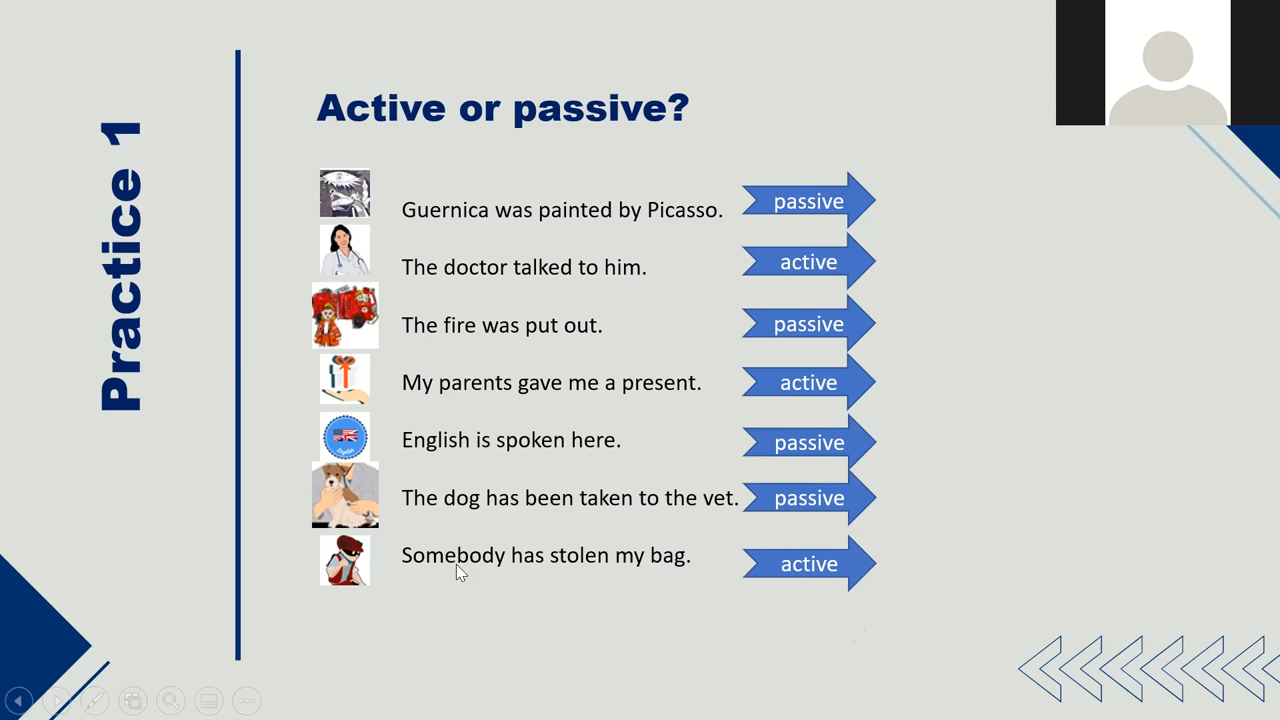 Practice 1
Active or passive?
Guernica was painted by Picasso. passive
The doctor talked to him. active
The fire was put out. passive
My parents gave me a present. active
English is spoken here. passive
The dog has been taken to the vet. passive
Somebody has stolen my bag. active